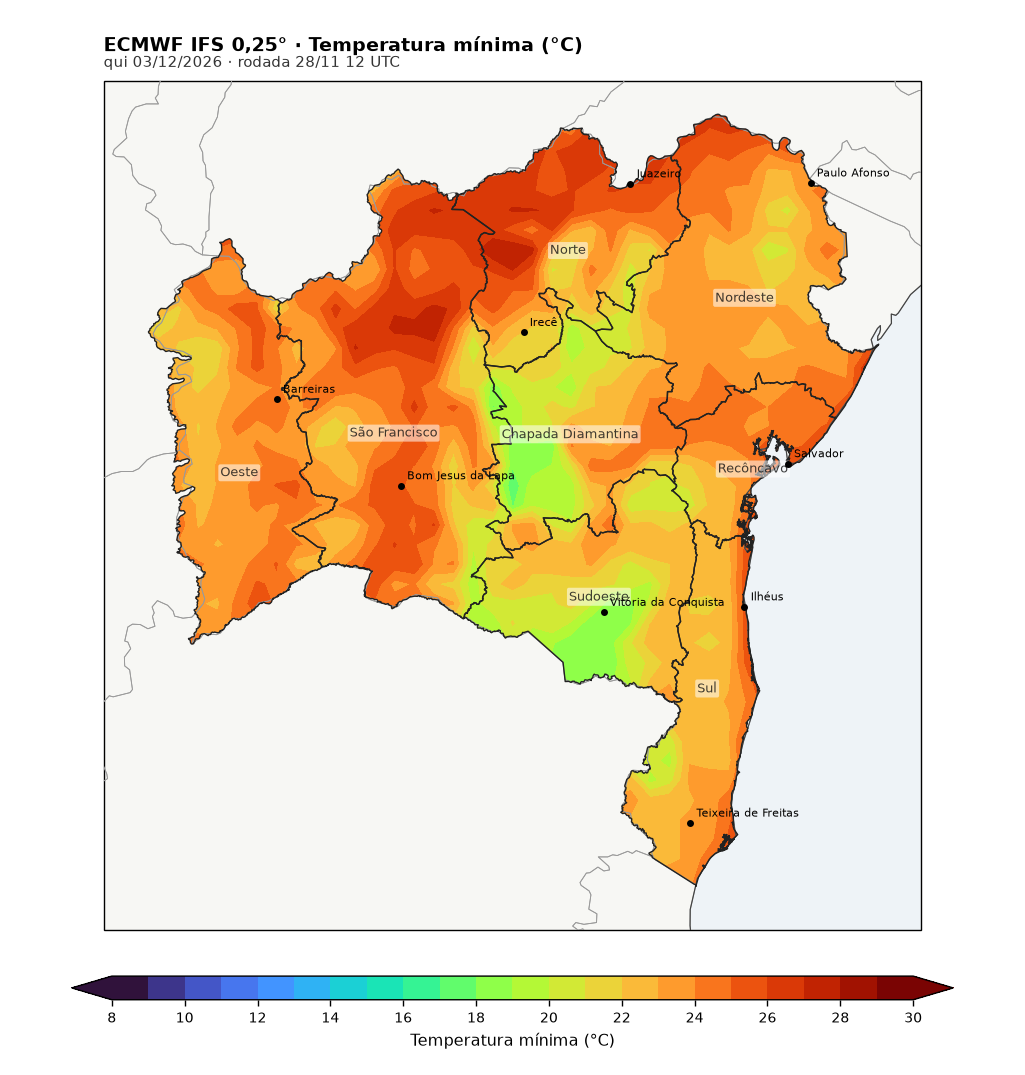 ECMWF IFS 0,25° · Temperatura mínima (°C)
qui 03/12/2026 · rodada 28/11 12 UTC
Juazeiro
Paulo Afonso
Norte
Nordeste
Irecê
Barreiras
São Francisco
Chapada Diamantina
Salvador
Recôncavo
Oeste
Bom Jesus da Lapa
Sudoeste
Vitória da Conquista
Ilhéus
Sul
Teixeira de Freitas
8 10 12 14 16 18 20 22 24 26 28 30
Temperatura mínima (°C)